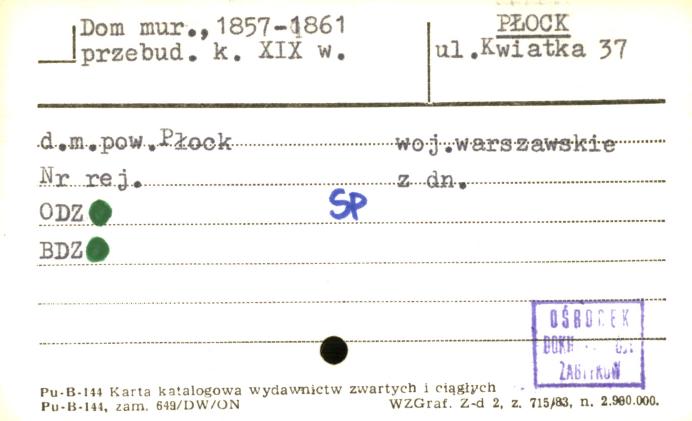 Dom mur., 1857-1861
przebud. k. XIX w.
PŁOCK
ul.Kwiatka 37
d.m.pow.Płock woj.warszawskie
Nr rej. z dn.
ODZ
SP
BDZ
OŚRODEK
ZABYTKÓW
Pu-B-144 Karta katalogowa wydawnictw zwartych i ciągłych
Pu-B-144, zam. 649/DW/ON WZGraf. Z-d 2, z. 715/83, n. 2.900.000.